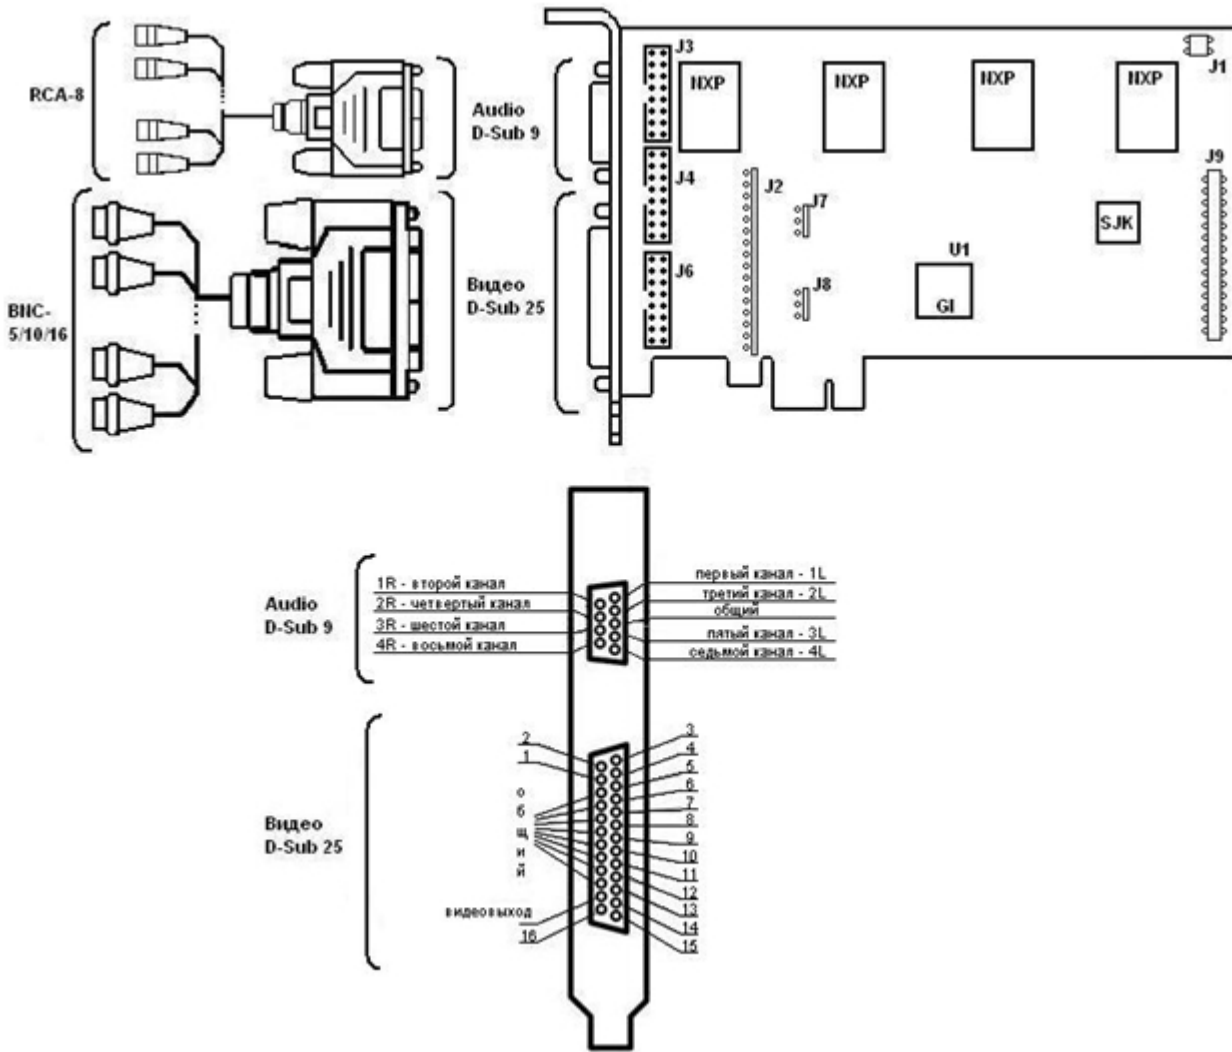 RCA-8
Audio
D-Sub 9
BNC-
5/10/16
Видео
D-Sub 25
J3
NXP
NXP
NXP
NXP
J1
J4
J2
J7
J9
SJK
J6
J8
U1
GI
Audio
D-Sub 9
1R - второй канал
2R - четвертый канал
3R - шестой канал
4R - восьмой канал
первый канал - 1L
третий канал - 2L
общий
пятый канал - 3L
седьмой канал - 4L
Видео
D-Sub 25
2
1
общий
видеовыход
16
3
4
5
6
7
8
9
10
11
12
13
14
15